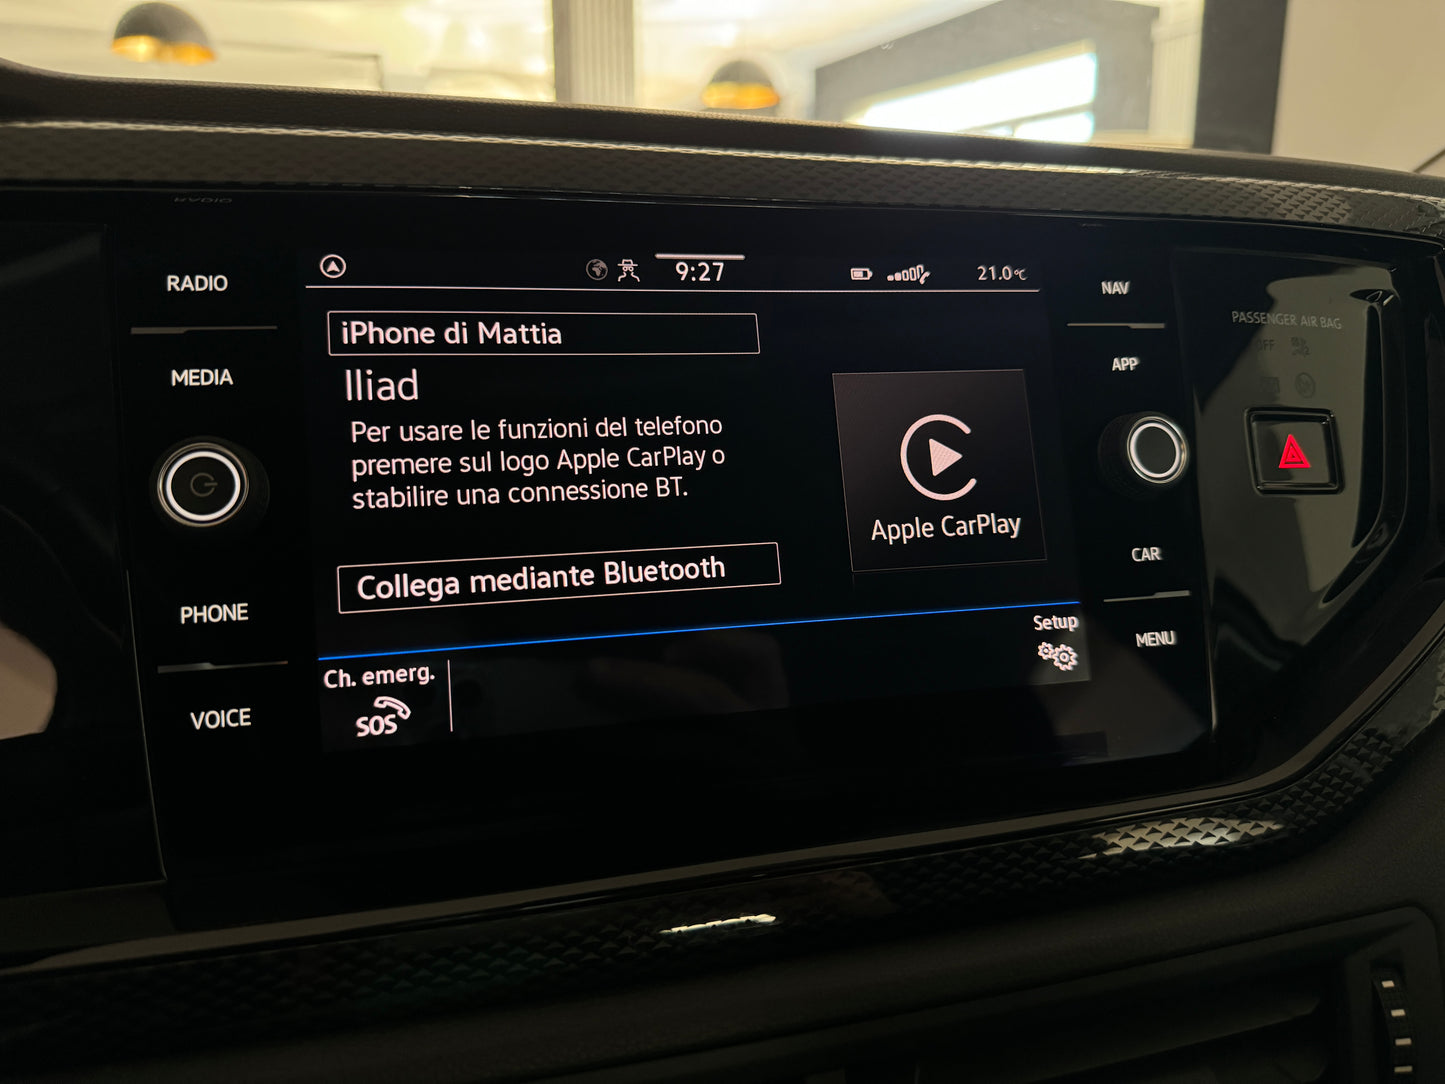 RADIO
MEDIA
PHONE
VOICE
9:27
21.0°C
iPhone di Mattia
Iliad
Per usare le funzioni del telefono
premere sul logo Apple CarPlay o
stabilire una connessione BT.
Apple CarPlay
Collega mediante Bluetooth
Ch. emerg.
SOS
Setup
NAV
APP
CAR
MENU
PASSENGER AIR BAG
OFF